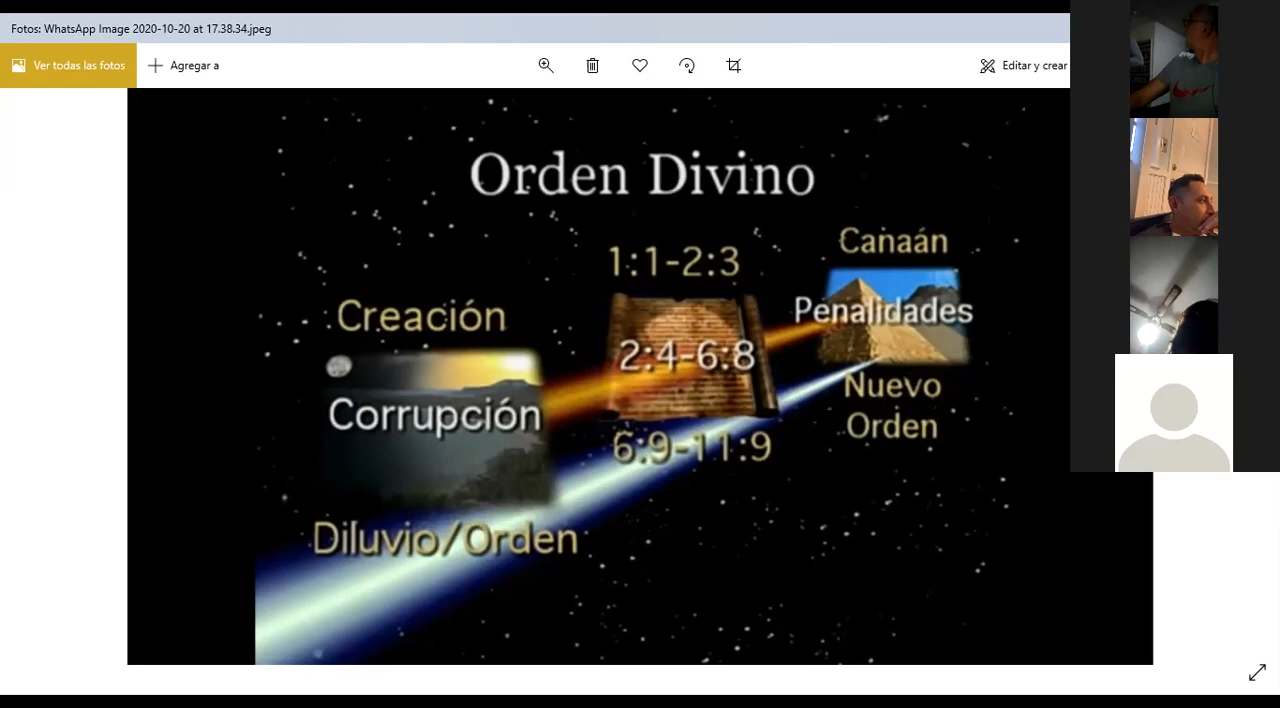 Fotos: WhatsApp Image 2020-10-20 at 17.38.34.jpeg
Ver todas las fotos
Agregar a
Editar y crear
Orden Divino
Creación
Corrupción
Diluvio/Orden
1:1-2:3
2:4-6:8
6:9-11:9
Canaán
Penalidades
Nuevo
Orden